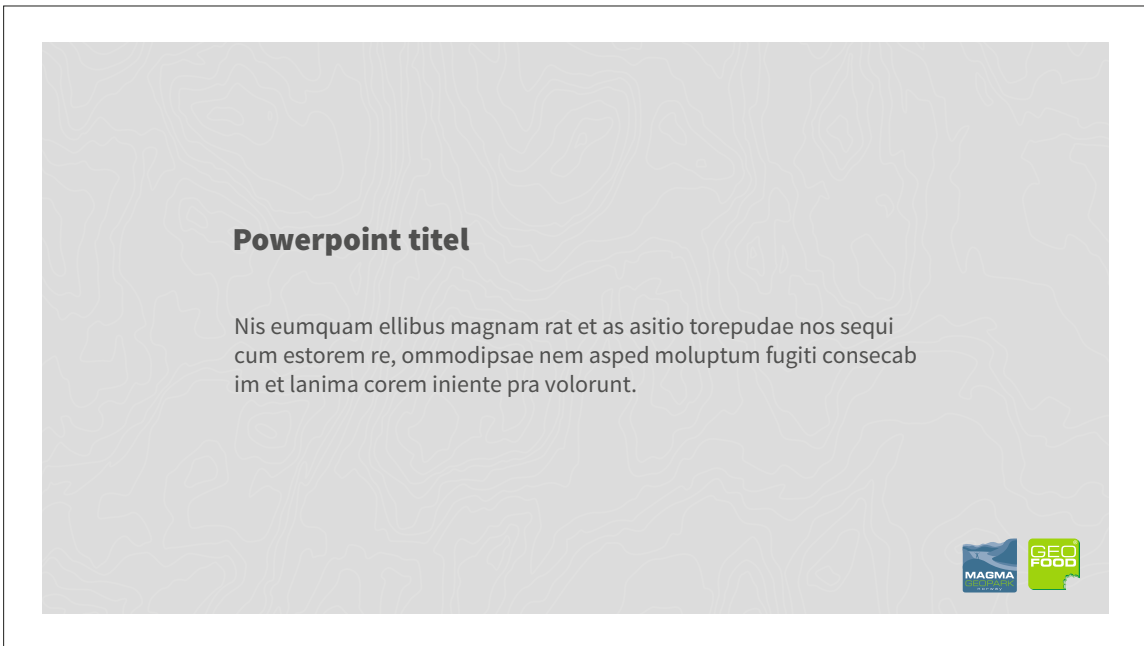 Powerpoint titel
Nis eumquam ellibus magnam rat et as asitio torepudae nos sequi
cum estorem re, ommodipsae nem asped moluptum fugiti consecab
im et lanima corem iniente pra volorunt.
MAGMA
GEOPARK
norway
GEO
FOOD